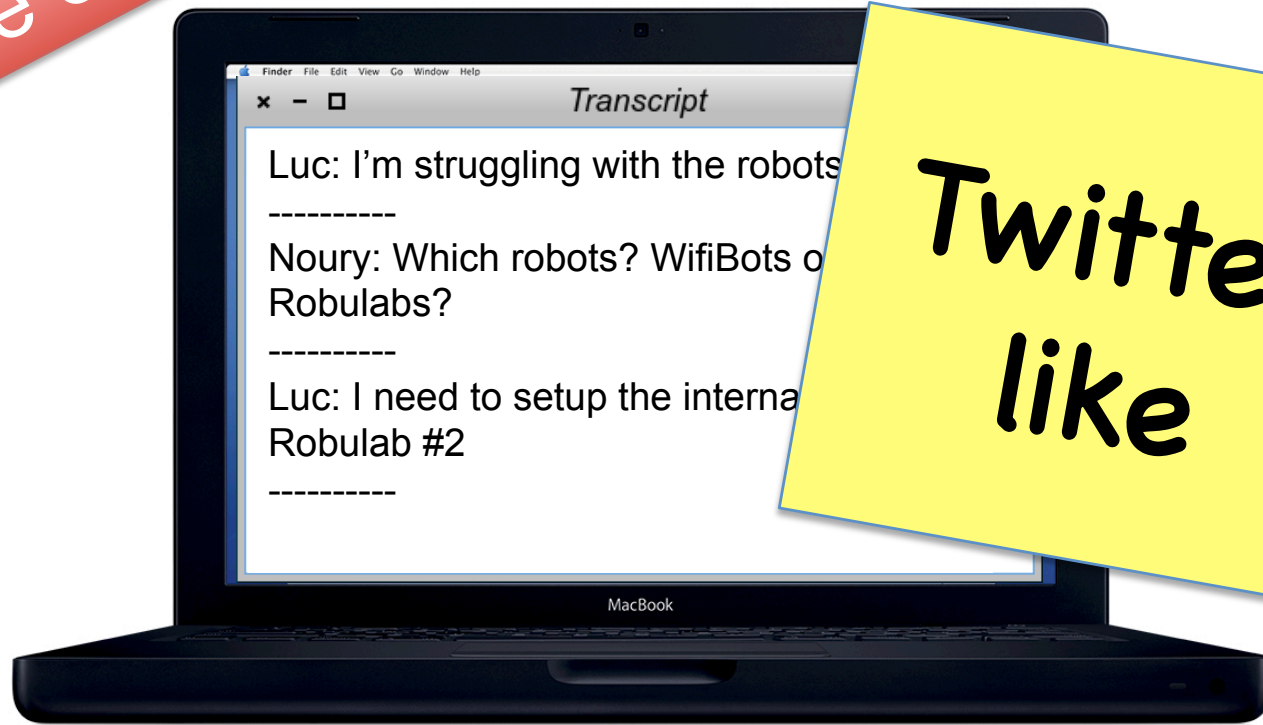 Finder File Edit View Go Window Help
Transcript
Luc: I'm struggling with the robots
----------
Noury: Which robots? WifiBots o
Robulabs?
----------
Luc: I need to setup the interna
Robulab #2
----------
Twitte
like
MacBook